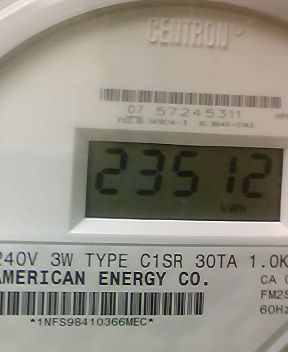 CENTRON
07 57245311
23512
kWh
240V 3W TYPE C1SR 30TA 1.0K
AMERICAN ENERGY CO.
CA
FM2S
60Hz
*1NFS98410366MEC*